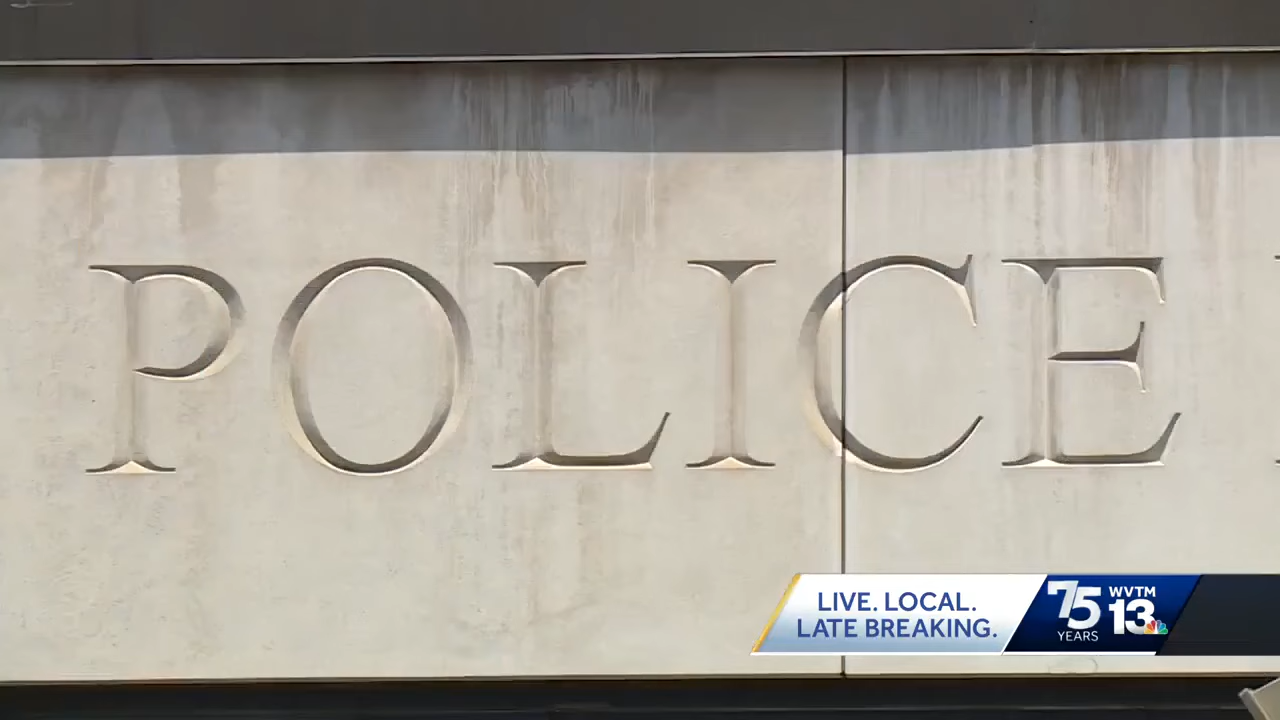 POLICE
LIVE. LOCAL.
LATE BREAKING.
75
YEARS
WVTM
13